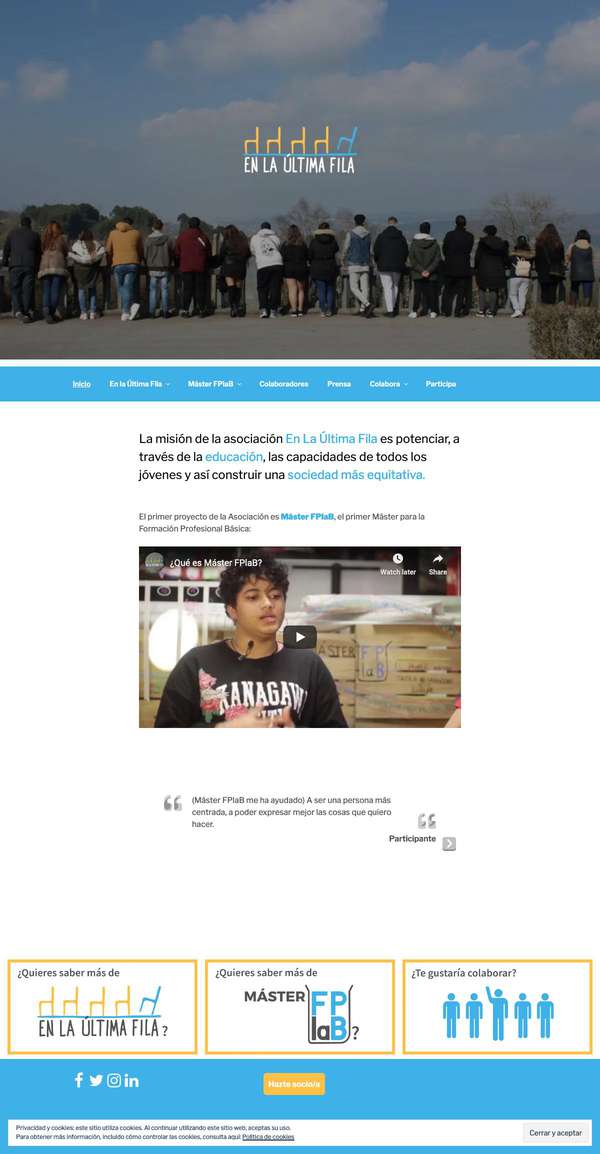 EN LA ÚLTIMA FILA
Inicio
En la Última Fila
Máster FPlaB
Colaboradores
Prensa
Colabora
Participa
La misión de la asociación En La Última Fila es potenciar, a
través de la educación, las capacidades de todos los
jóvenes y así construir una sociedad más equitativa.
El primer proyecto de la Asociación es Máster FPlaB, el primer Máster para la
Formación Profesional Básica:
¿Qué es Máster FPlaB?
Watch later
Share
MÁSTER FP
laB
KANAGAW
(Máster FPlaB me ha ayudado) A ser una persona más
centrada, a poder expresar mejor las cosas que quiero
hacer.
Participante
¿Quieres saber más de
EN LA ÚLTIMA FILA?
¿Quieres saber más de
MÁSTER FP
laB?
¿Te gustaría colaborar?
Hazte socio/a
Privacidad y cookies: este sitio utiliza cookies. Al continuar utilizando este sitio web, aceptas su uso.
Para obtener más información, incluido cómo controlar las cookies, consulta aquí: Política de cookies
Cerrar y aceptar